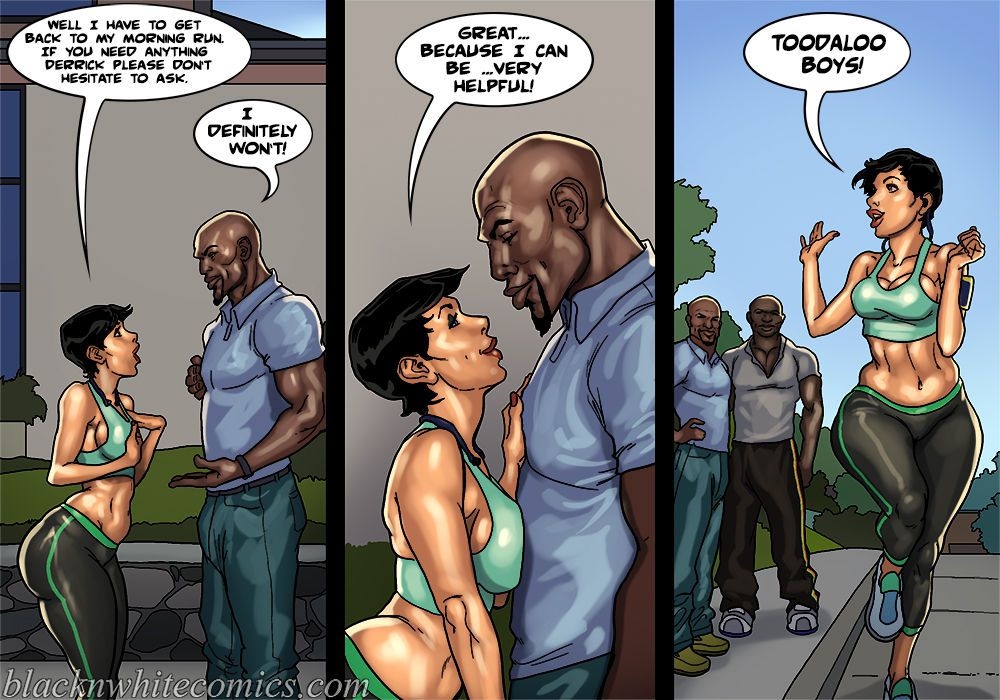 WELL I HAVE TO GET
BACK TO MY MORNING RUN.
IF YOU NEED ANYTHING
DERRICK PLEASE DON'T
HESITATE TO ASK.
I
DEFINITELY
WON'T!
GREAT...
BECAUSE I CAN
BE ...VERY
HELPFUL!
TOODALOO
BOYS!
blacknwhitecomics.com